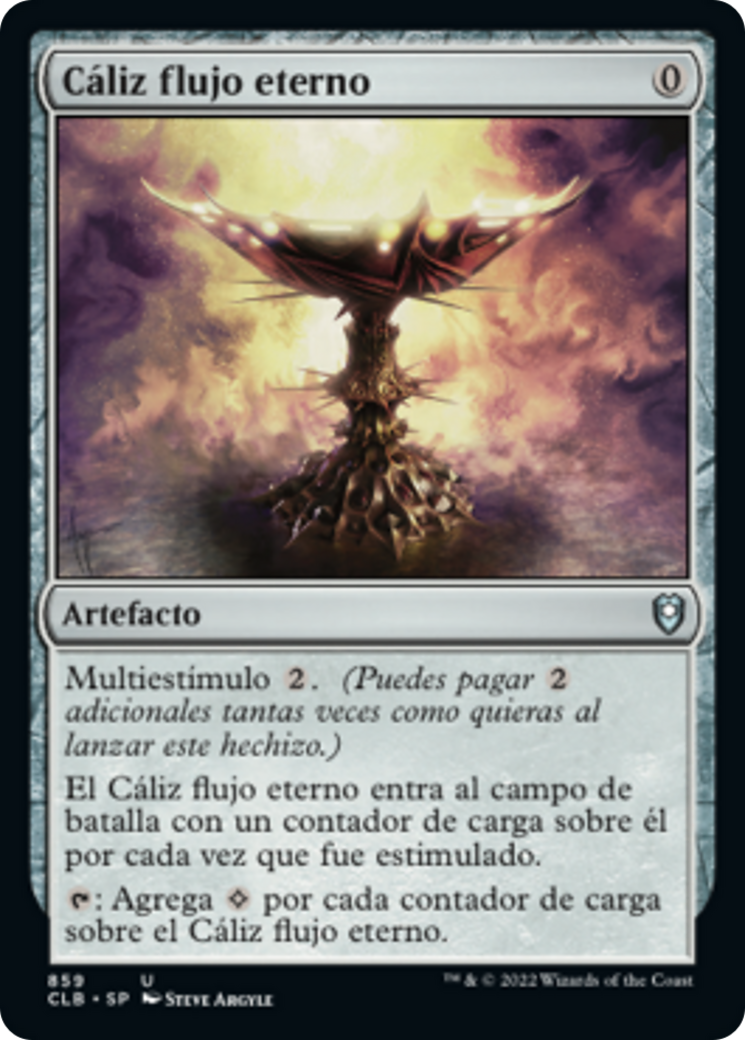 Cáliz flujo eterno 0
Artefacto
Multiestímulo 2. (Puedes pagar 2
adicionales tantas veces como quieras al
lanzar este hechizo.)
El Cáliz flujo eterno entra al campo de
batalla con un contador de carga sobre él
por cada vez que fue estimulado.
: Agrega por cada contador de carga
sobre el Cáliz flujo eterno.
859 U ™ & © 2022 Wizards of the Coast
CLB • SP Steve Argyle